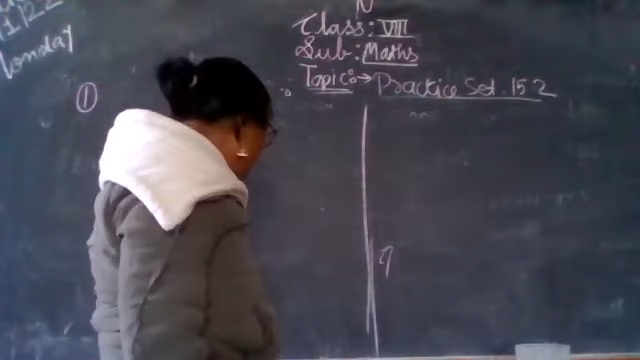 Monday
Class: VIII
Sub: Maths
Topic:→ Practice Set. 15.2
①